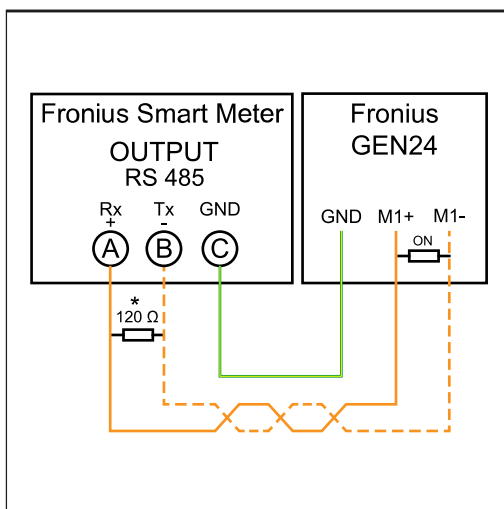 Fronius Smart Meter
OUTPUT
RS 485
Rx Tx GND
+ -
A B C
*
120 Ω
Fronius
GEN24
GND M1+ M1-
ON